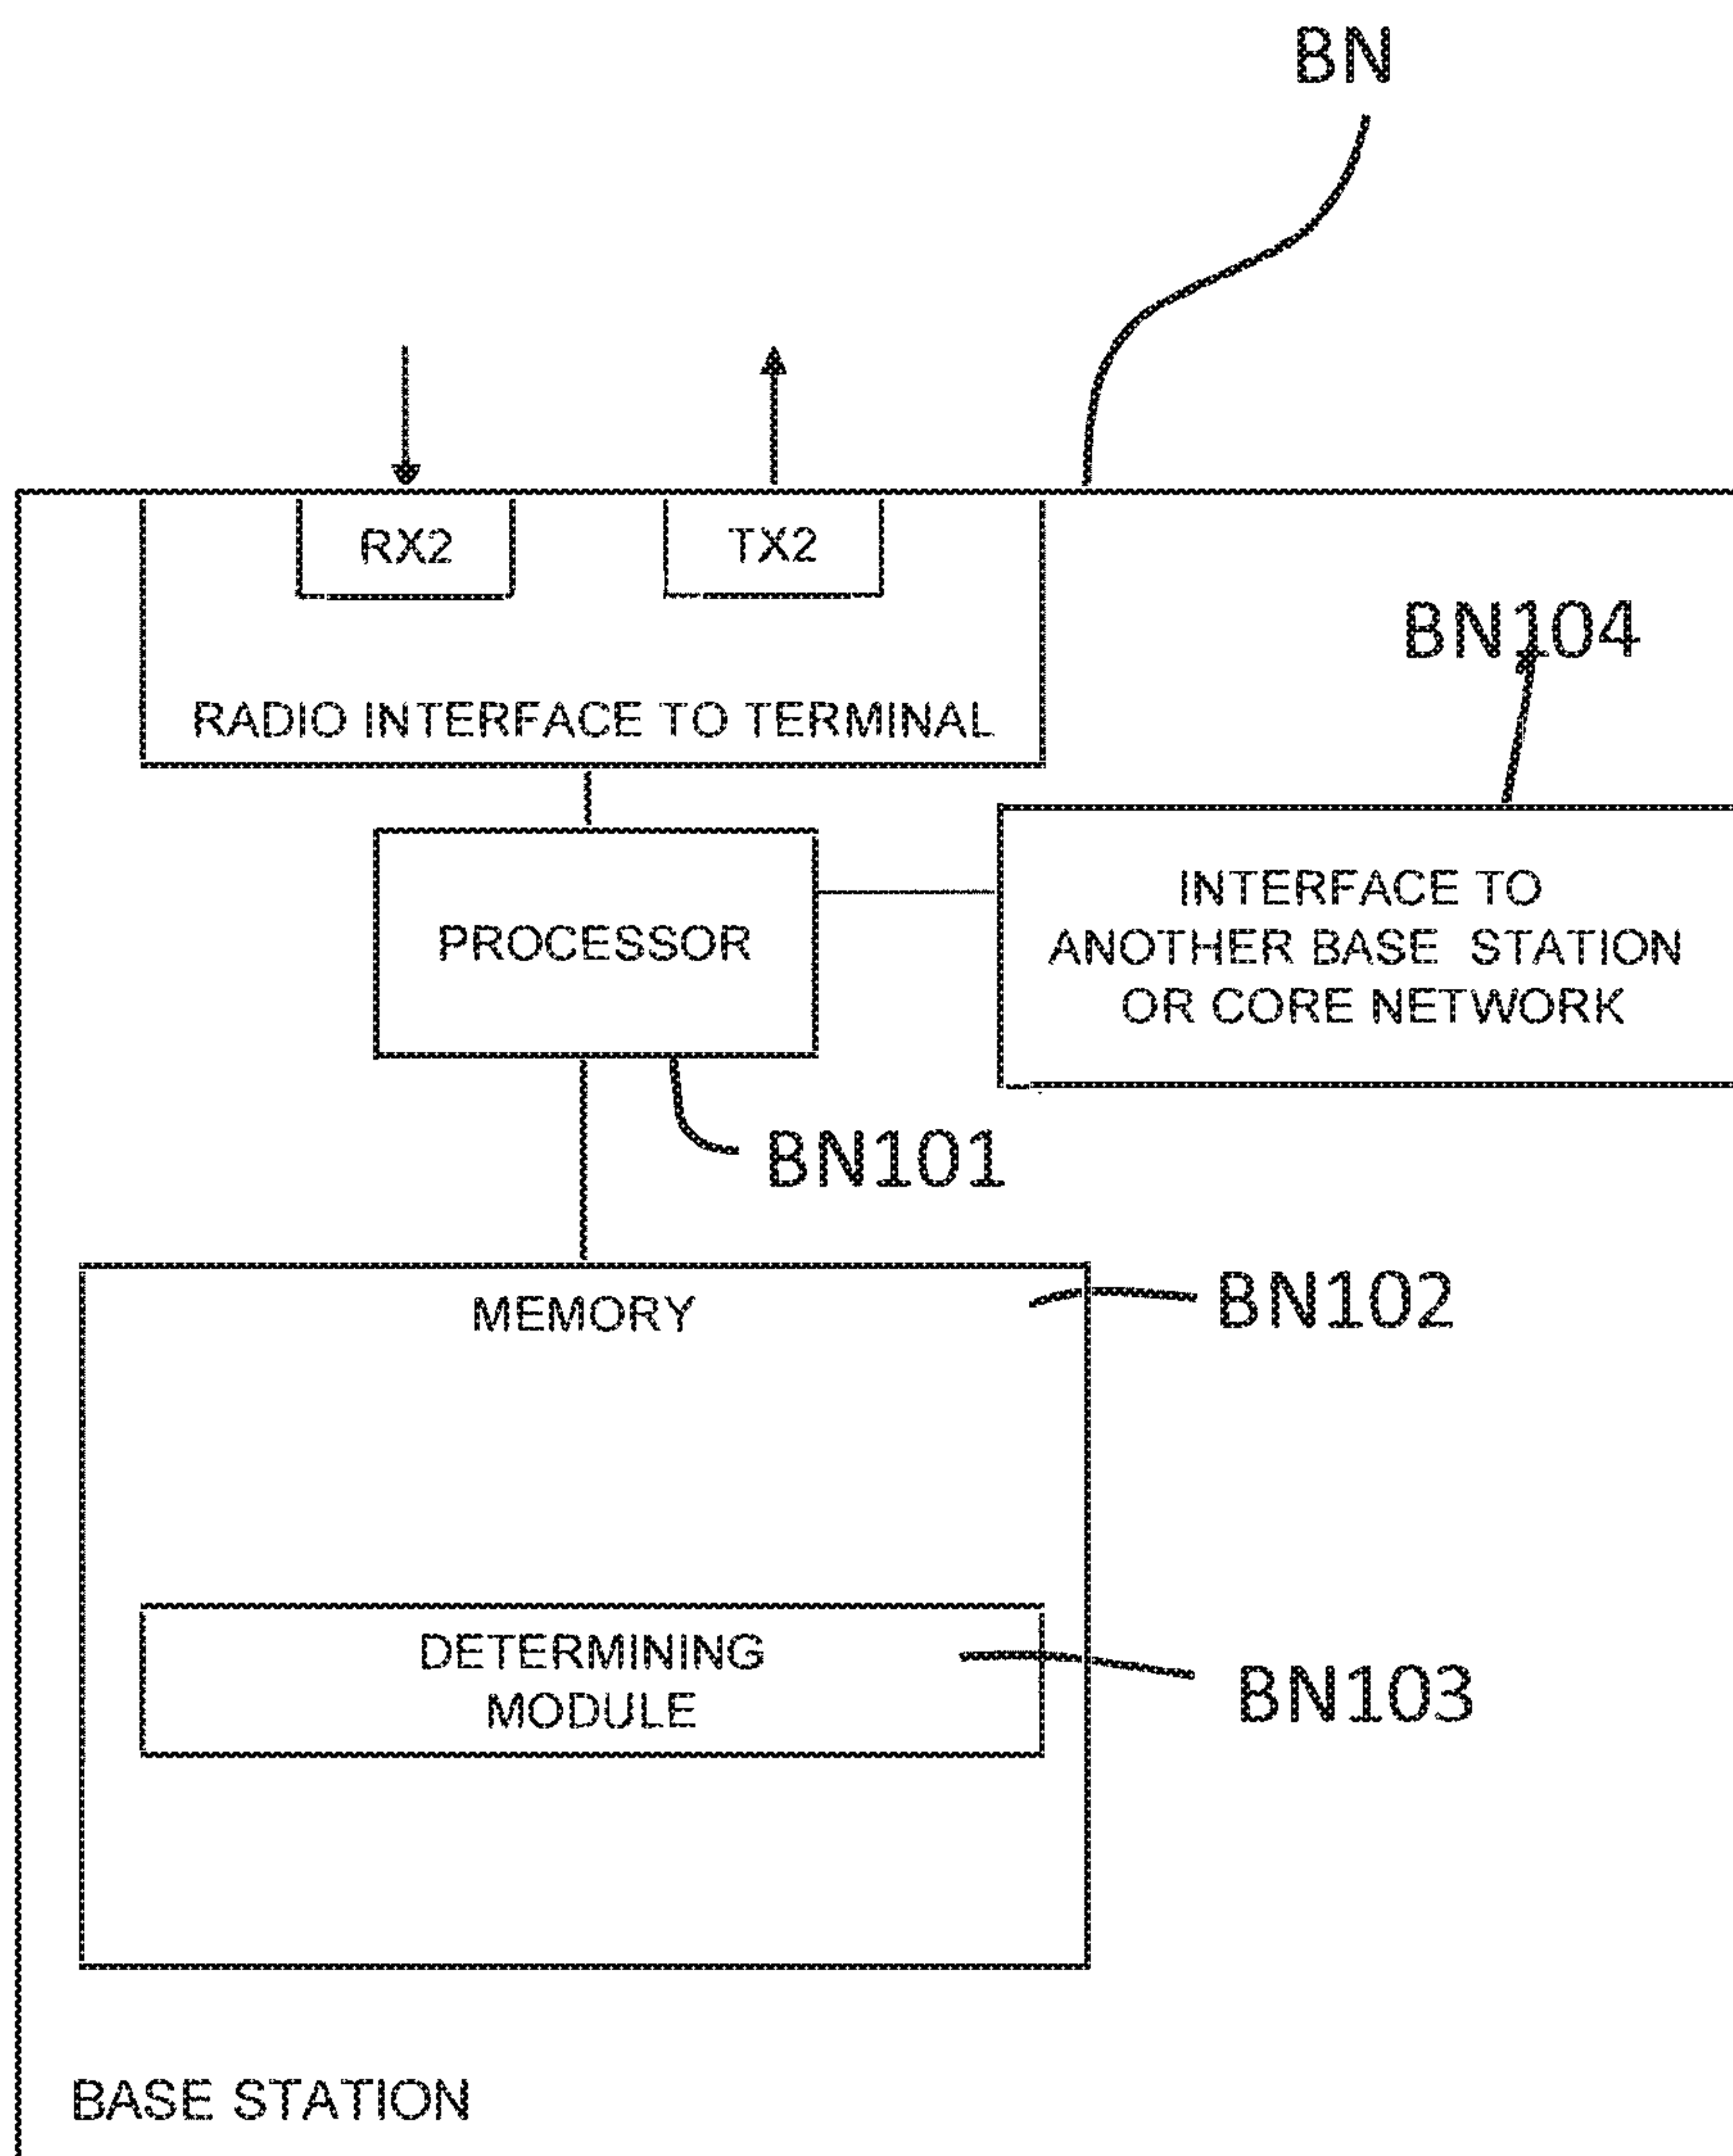 BN
RX2
TX2
BN104
RADIO INTERFACE TO TERMINAL
INTERFACE TO
ANOTHER BASE STATION
OR CORE NETWORK
PROCESSOR
BN101
MEMORY
BN102
DETERMINING
MODULE
BN103
BASE STATION